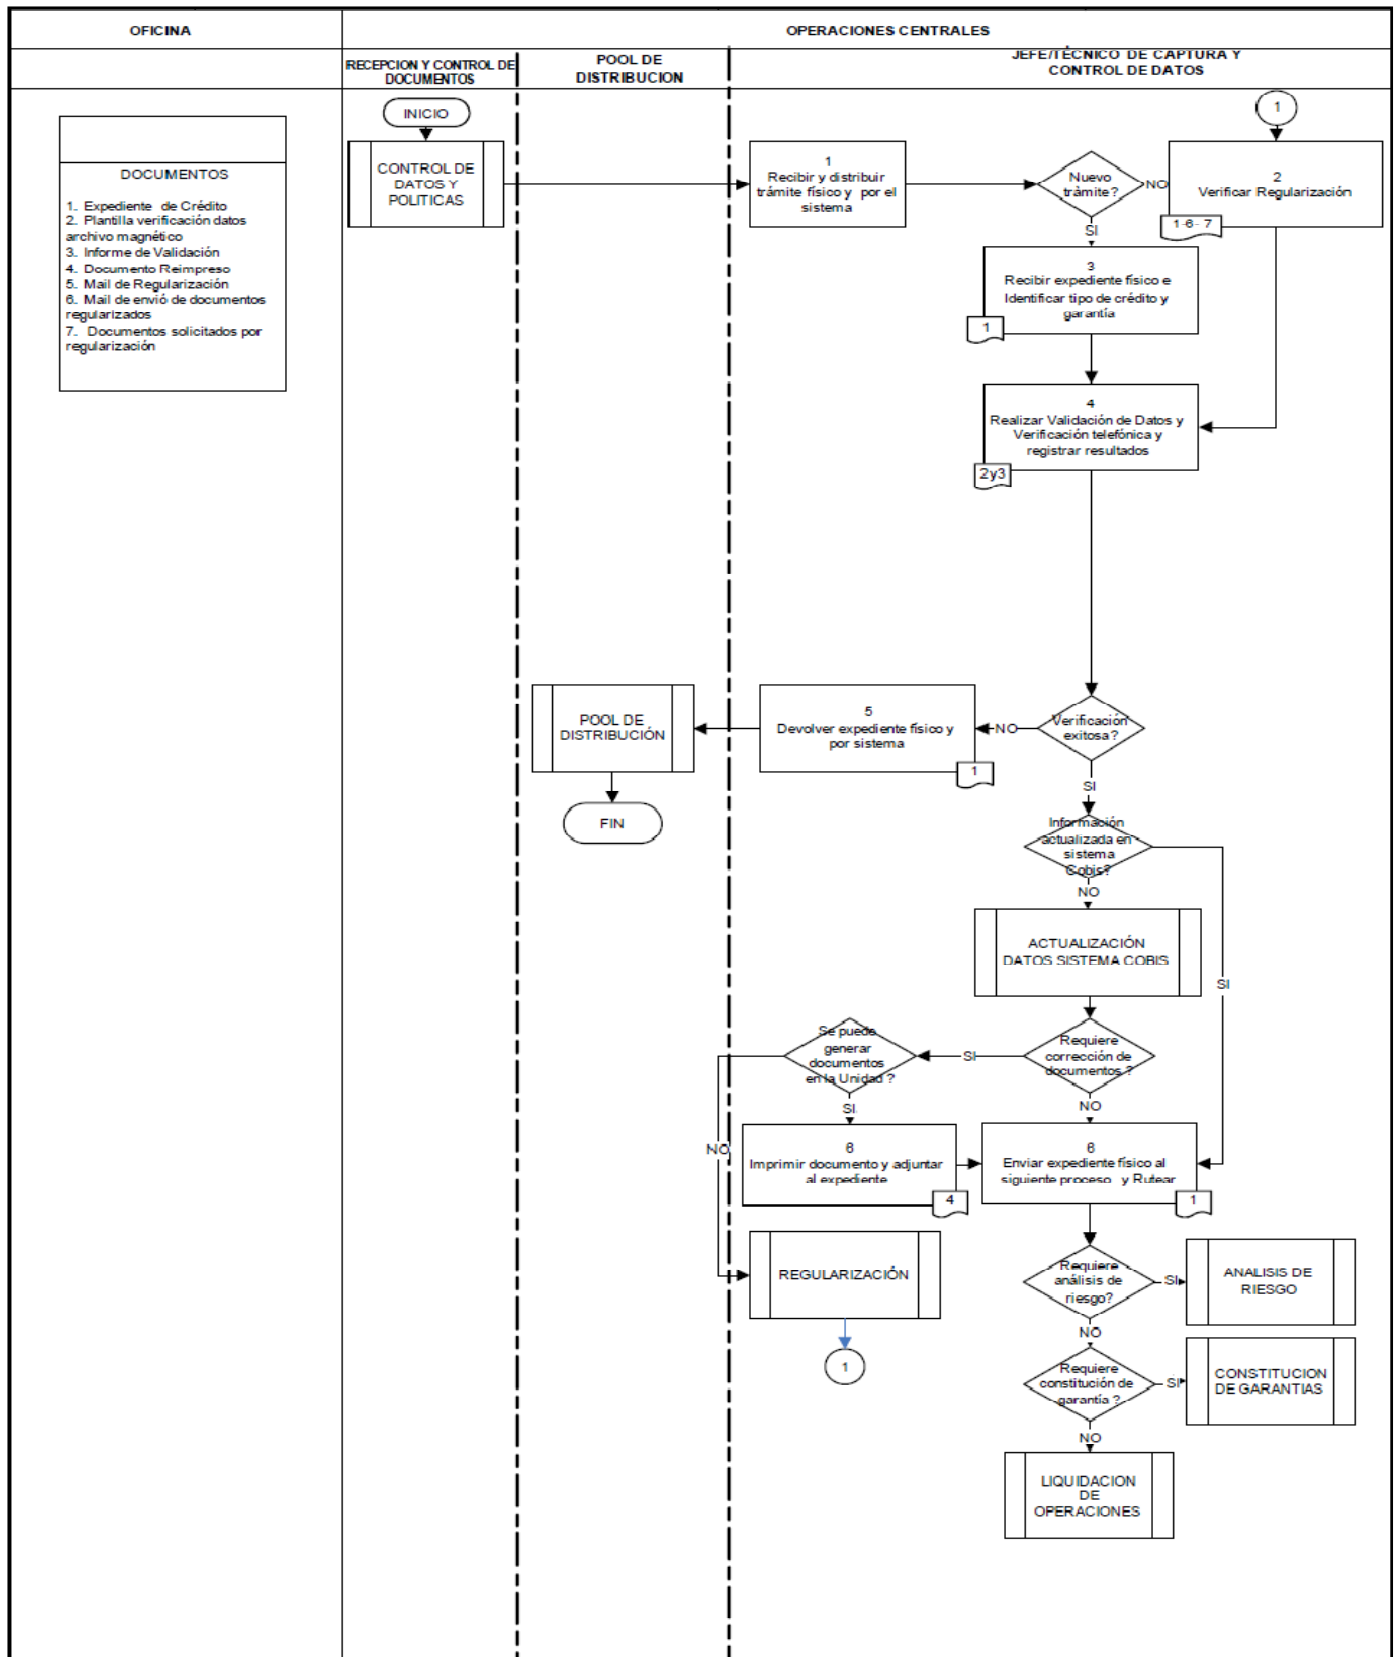 OFICINA
OPERACIONES CENTRALES
RECEPCION Y CONTROL DE
DOCUMENTOS
POOL DE
DISTRIBUCION
JEFE/TÉCNICO DE CAPTURA Y
CONTROL DE DATOS
DOCUMENTOS
1. Expediente de Crédito
2. Plantilla verificación datos
archivo magnético
3. Informe de Validación
4. Documento Reimpreso
5. Mail de Regularización
6. Mail de envió de documentos
regularizados
7. Documentos solicitados por
regularización
INICIO
CONTROL DE
DATOS Y
POLITICAS
1
Recibir y distribuir
trámite físico y por el
sistema
Nuevo
trámite?
NO
1
2
Verificar Regularización
1-6-7
SI
3
Recibir expediente físico e
Identificar tipo de crédito y
garantía
1
4
Realizar Validación de Datos y
Verificación telefónica y
registrar resultados
2y3
Verificación
exitosa?
NO
5
Devolver expediente físico y
por sistema
1
POOL DE
DISTRIBUCIÓN
FIN
SI
Información
actualizada en
sistema
Cobis?
SI
NO
ACTUALIZACIÓN
DATOS SISTEMA COBIS
Requiere
corrección de
documentos ?
SI
Se puede
generar
documentos
en la Unidad ?
NO
SI
NO
6
Imprimir documento y adjuntar
al expediente
4
6
Enviar expediente físico al
siguiente proceso y Rutear
1
REGULARIZACIÓN
1
Requiere
análisis de
riesgo?
SI
ANALISIS DE
RIESGO
NO
Requiere
constitución de
garantía ?
SI
CONSTITUCION
DE GARANTIAS
NO
LIQUIDACION
DE
OPERACIONES